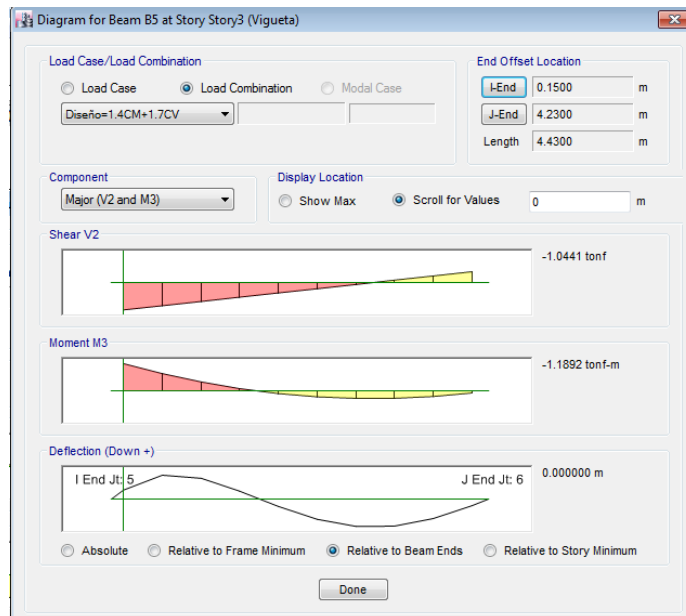 Diagram for Beam B5 at Story Story3 (Vigueta)
Load Case/Load Combination
Load Case Load Combination Modal Case
Diseño=1.4CM+1.7CV
End Offset Location
I-End 0.1500 m
J-End 4.2300 m
Length 4.4300 m
Component
Major (V2 and M3)
Display Location
Show Max Scroll for Values 0 m
Shear V2
-1.0441 tonf
Moment M3
-1.1892 tonf-m
Deflection (Down +)
I End Jt: 5 J End Jt: 6 0.000000 m
Absolute Relative to Frame Minimum Relative to Beam Ends Relative to Story Minimum
Done